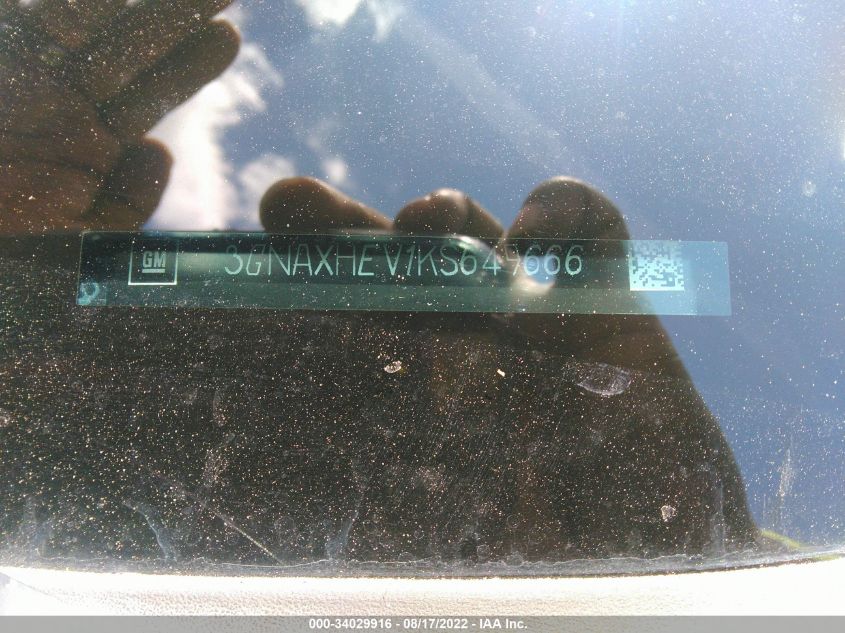 GM 3GNAXHEV1KS649666
000-34029916 - 08/17/2022 - IAA Inc.